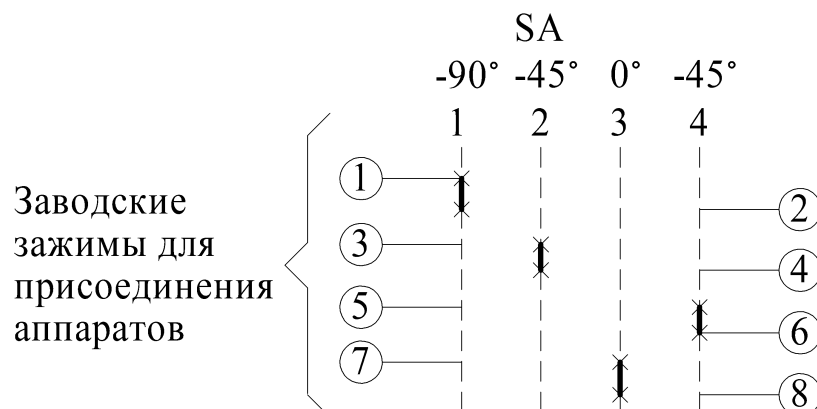 SA
-90° -45° 0° -45°
1 2 3 4
1
2
Заводские
зажимы для
присоединения
аппаратов
3
4
5
6
7
8